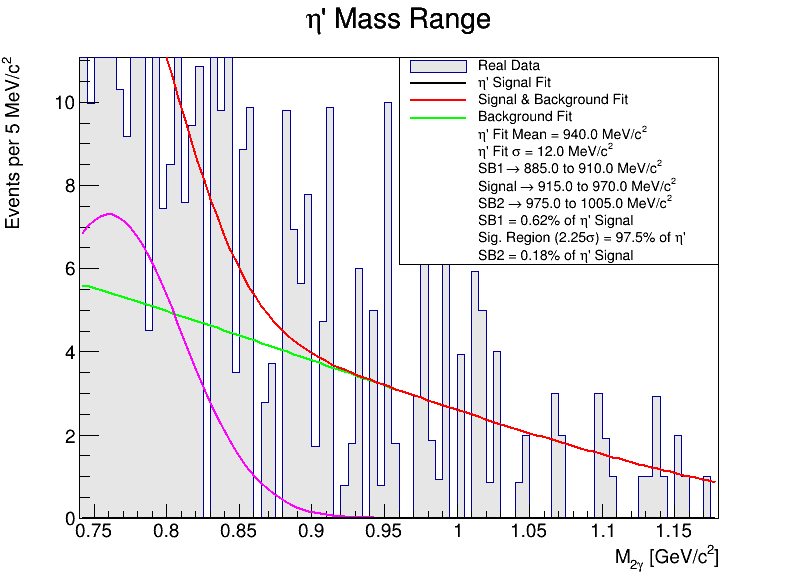 η' Mass Range
Events per 5 MeV/c²
10
8
6
4
2
0
Real Data
η' Signal Fit
Signal & Background Fit
Background Fit
η' Fit Mean = 940.0 MeV/c²
η' Fit σ = 12.0 MeV/c²
SB1 → 885.0 to 910.0 MeV/c²
Signal → 915.0 to 970.0 MeV/c²
SB2 → 975.0 to 1005.0 MeV/c²
SB1 = 0.62% of η' Signal
Sig. Region (2.25σ) = 97.5% of η'
SB2 = 0.18% of η' Signal
0.75 0.8 0.85 0.9 0.95 1 1.05 1.1 1.15
M₂ᵧ [GeV/c²]